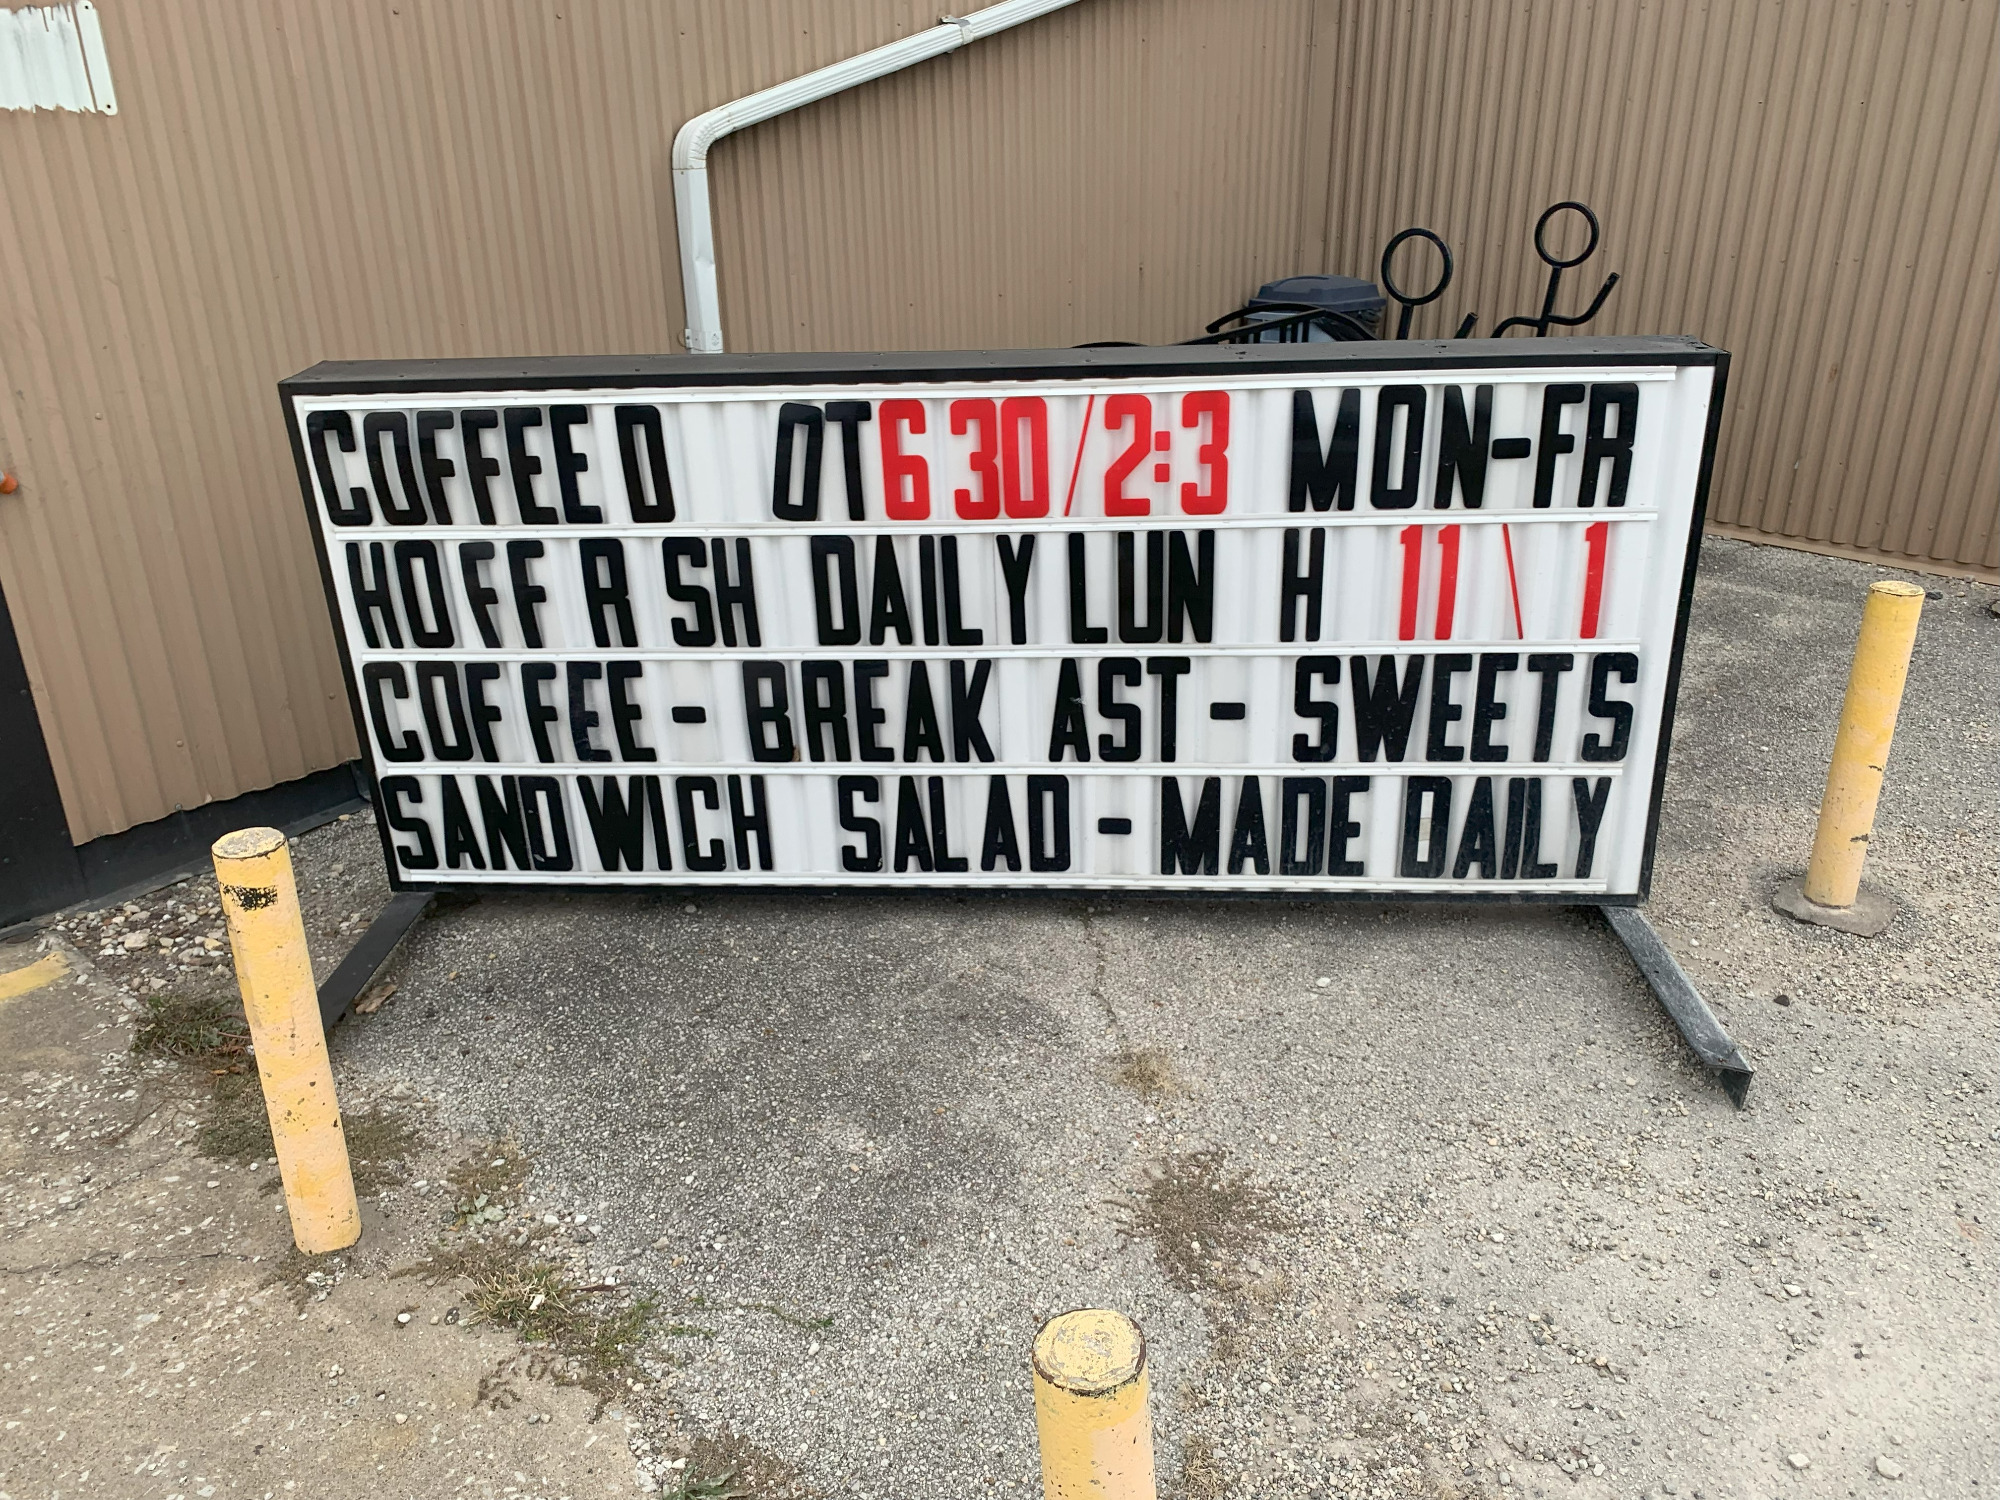 COFFEE D OT 6 30/2:3 MON-FR
HOFF R SH DAILY LUN H 11 \ 1
COFFEE - BREAK AST - SWEETS
SANDWICH SALAD - MADE DAILY